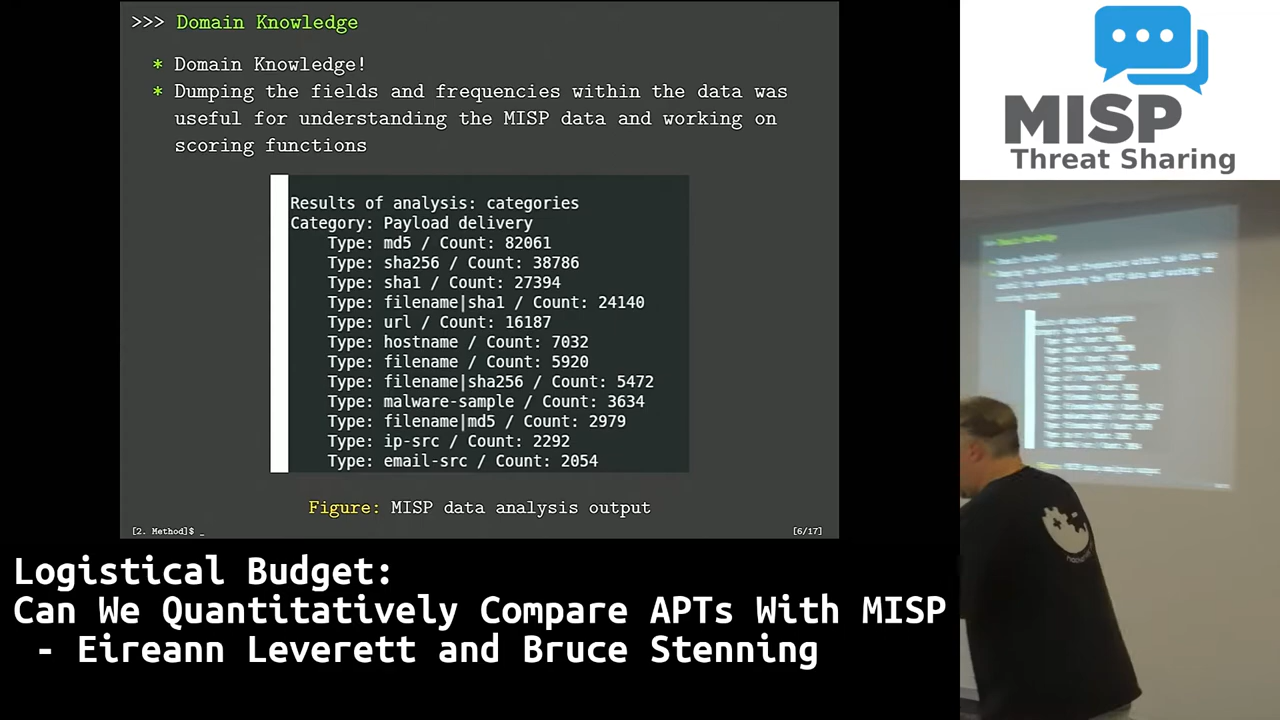 >>> Domain Knowledge
* Domain Knowledge!
* Dumping the fields and frequencies within the data was
useful for understanding the MISP data and working on
scoring functions
Results of analysis: categories
Category: Payload delivery
Type: md5 / Count: 82061
Type: sha256 / Count: 38786
Type: sha1 / Count: 27394
Type: filename|sha1 / Count: 24140
Type: url / Count: 16187
Type: hostname / Count: 7032
Type: filename / Count: 5920
Type: filename|sha256 / Count: 5472
Type: malware-sample / Count: 3634
Type: filename|md5 / Count: 2979
Type: ip-src / Count: 2292
Type: email-src / Count: 2054
Figure: MISP data analysis output
[2. Method]$ _
[6/17]
MISP
Threat Sharing
Logistical Budget:
Can We Quantitatively Compare APTs With MISP
- Eireann Leverett and Bruce Stenning